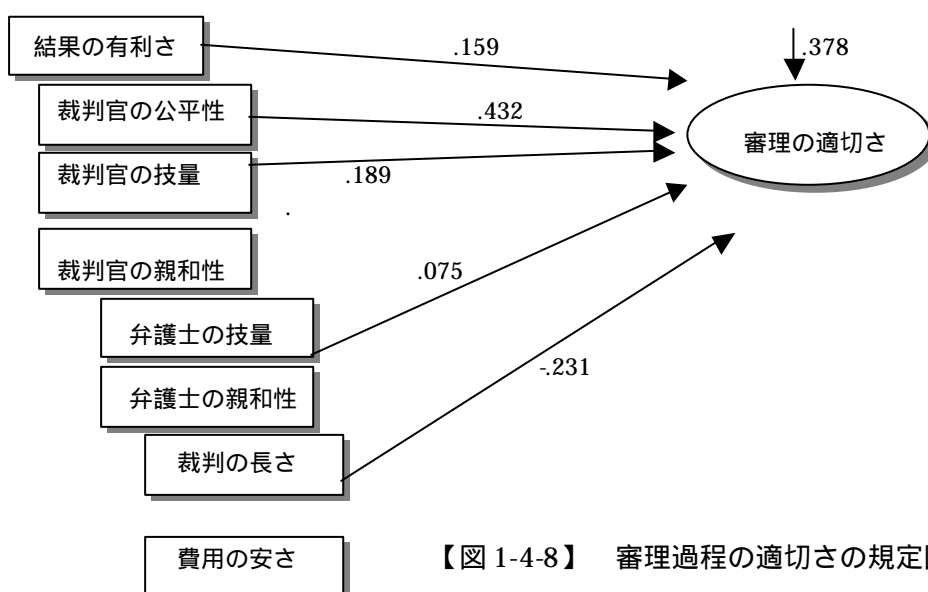 結果の有利さ
.159
.378
裁判官の公平性
.432
審理の適切さ
裁判官の技量
.189
.
裁判官の親和性
.075
弁護士の技量
-.231
弁護士の親和性
裁判の長さ
費用の安さ
【図 1-4-8】 審理過程の適切さの規定